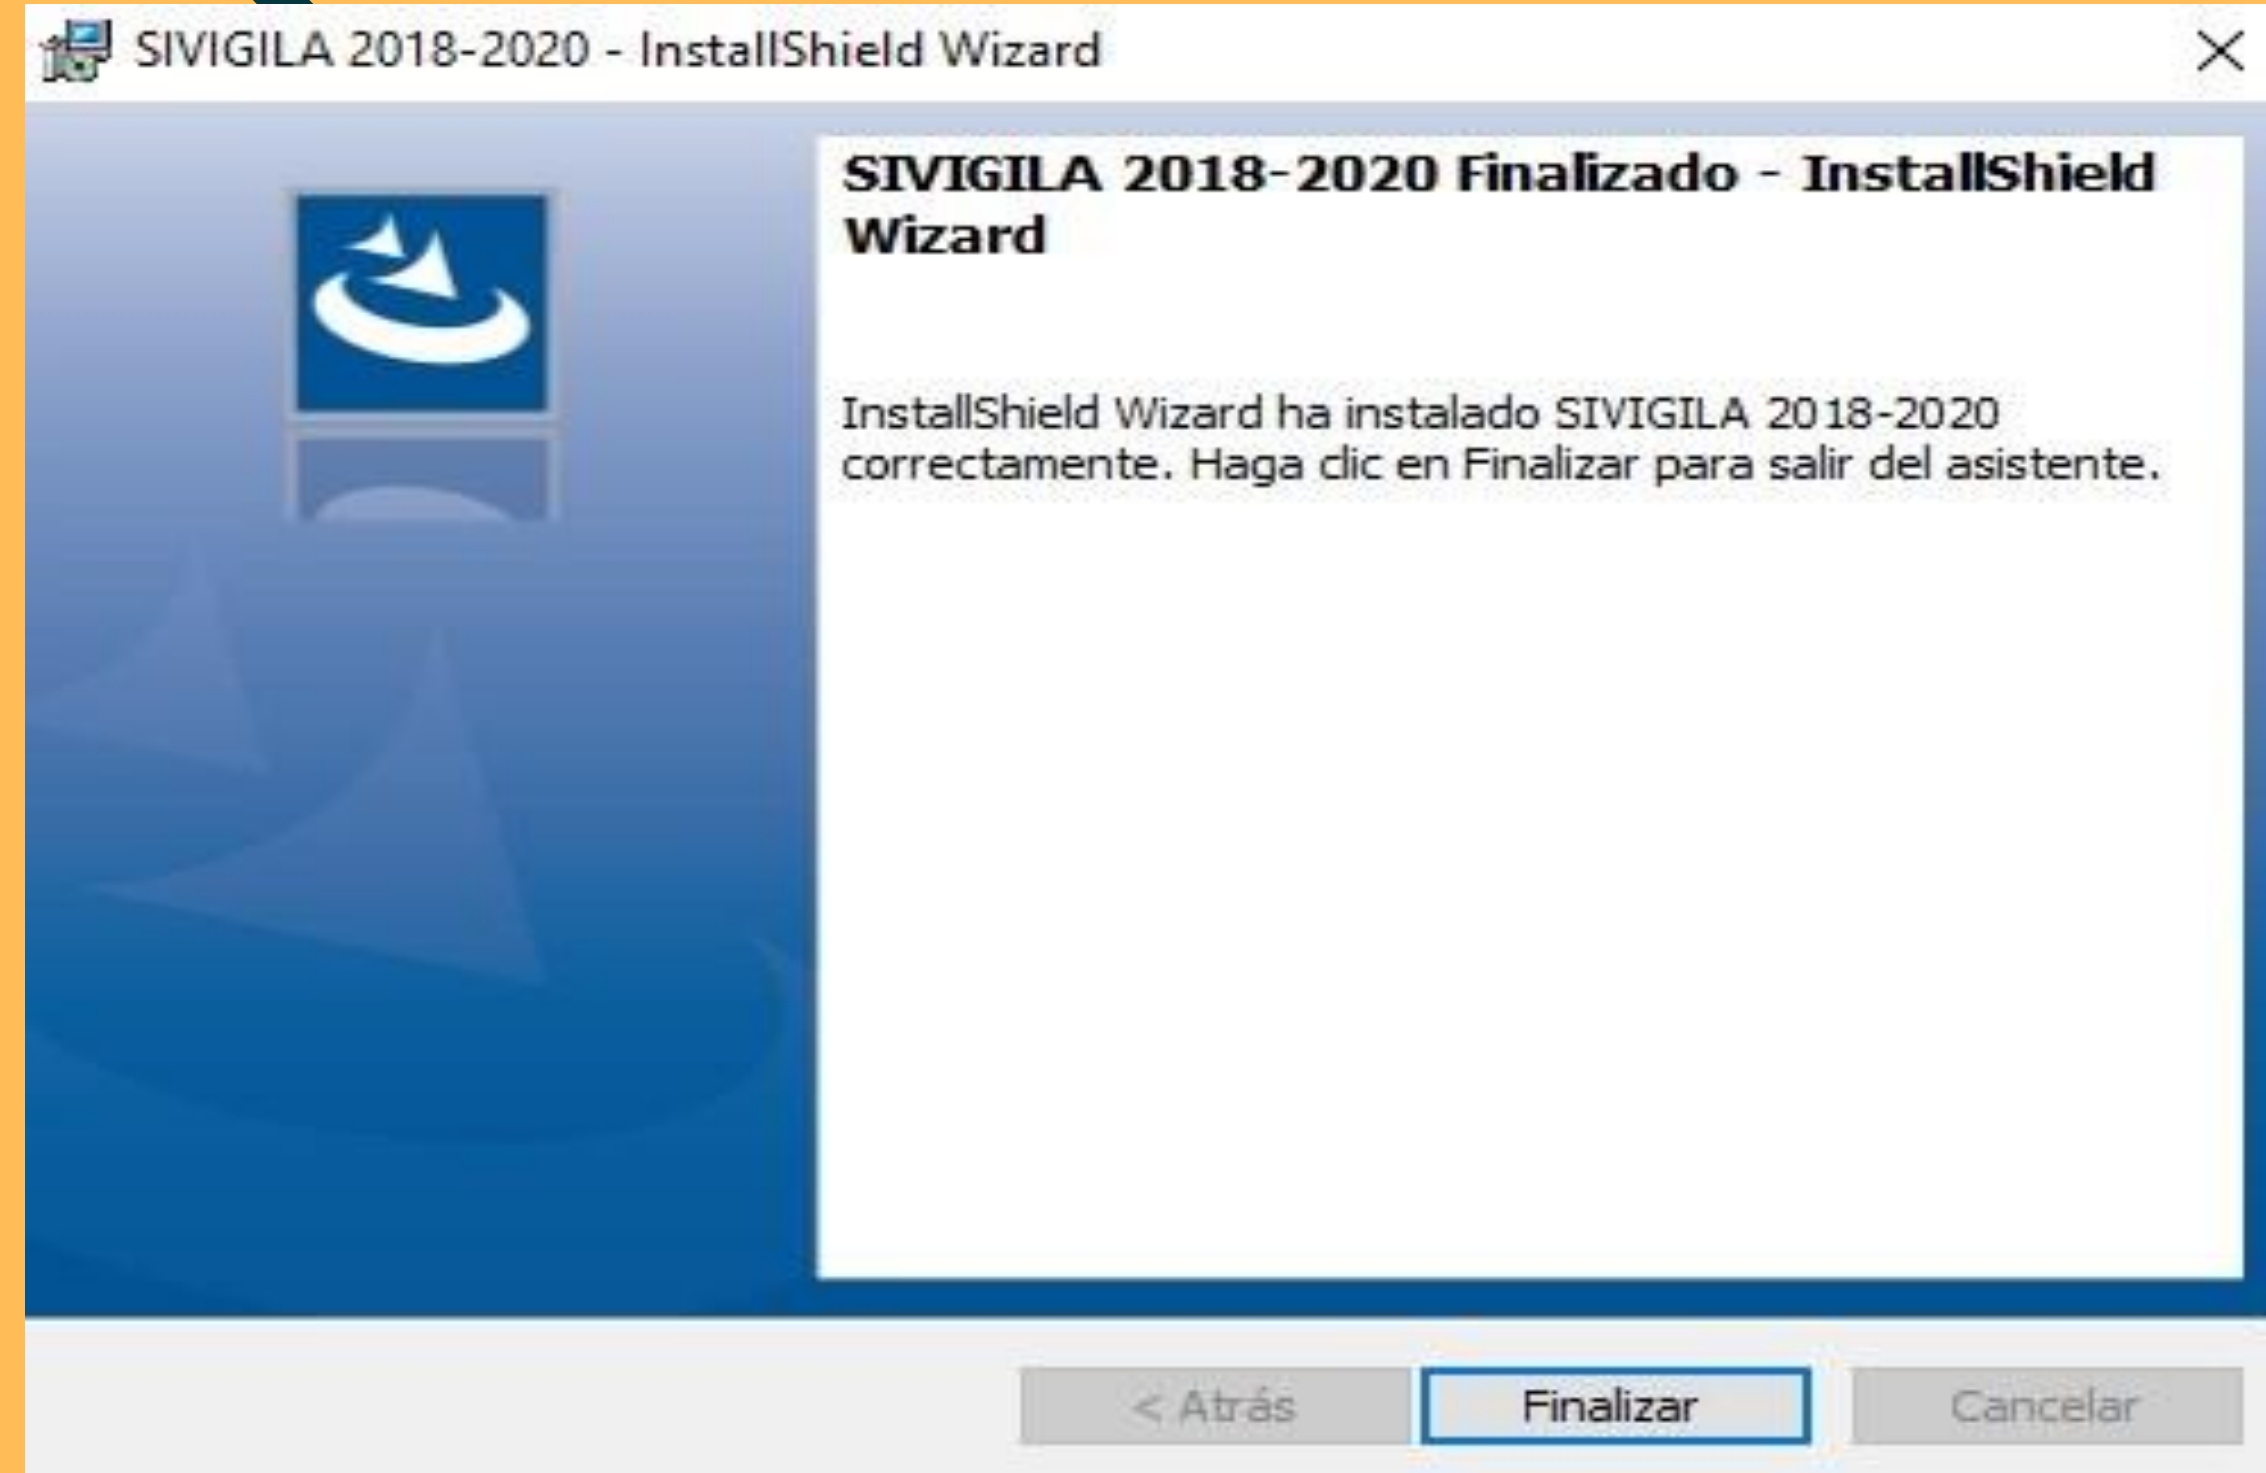 SIVIGILA 2018-2020 - InstallShield Wizard
SIVIGILA 2018-2020 Finalizado - InstallShield
Wizard
InstallShield Wizard ha instalado SIVIGILA 2018-2020
correctamente. Haga clic en Finalizar para salir del asistente.
< Atrás
Finalizar
Cancelar